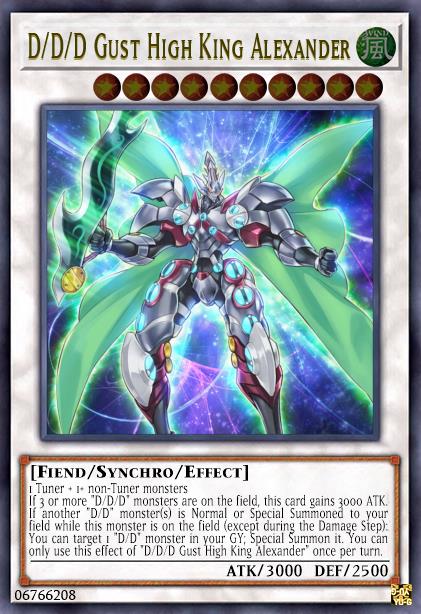 D/D/D Gust High King Alexander
WIND
風
[Fiend/Synchro/Effect]
1 Tuner + 1+ non-Tuner monsters
If 3 or more "D/D/D" monsters are on the field, this card gains 3000 ATK.
If another "D/D" monster(s) is Normal or Special Summoned to your
field while this monster is on the field (except during the Damage Step):
You can target 1 "D/D" monster in your GY; Special Summon it. You can
only use this effect of "D/D/D Gust High King Alexander" once per turn.
ATK/3000 DEF/2500
06766208